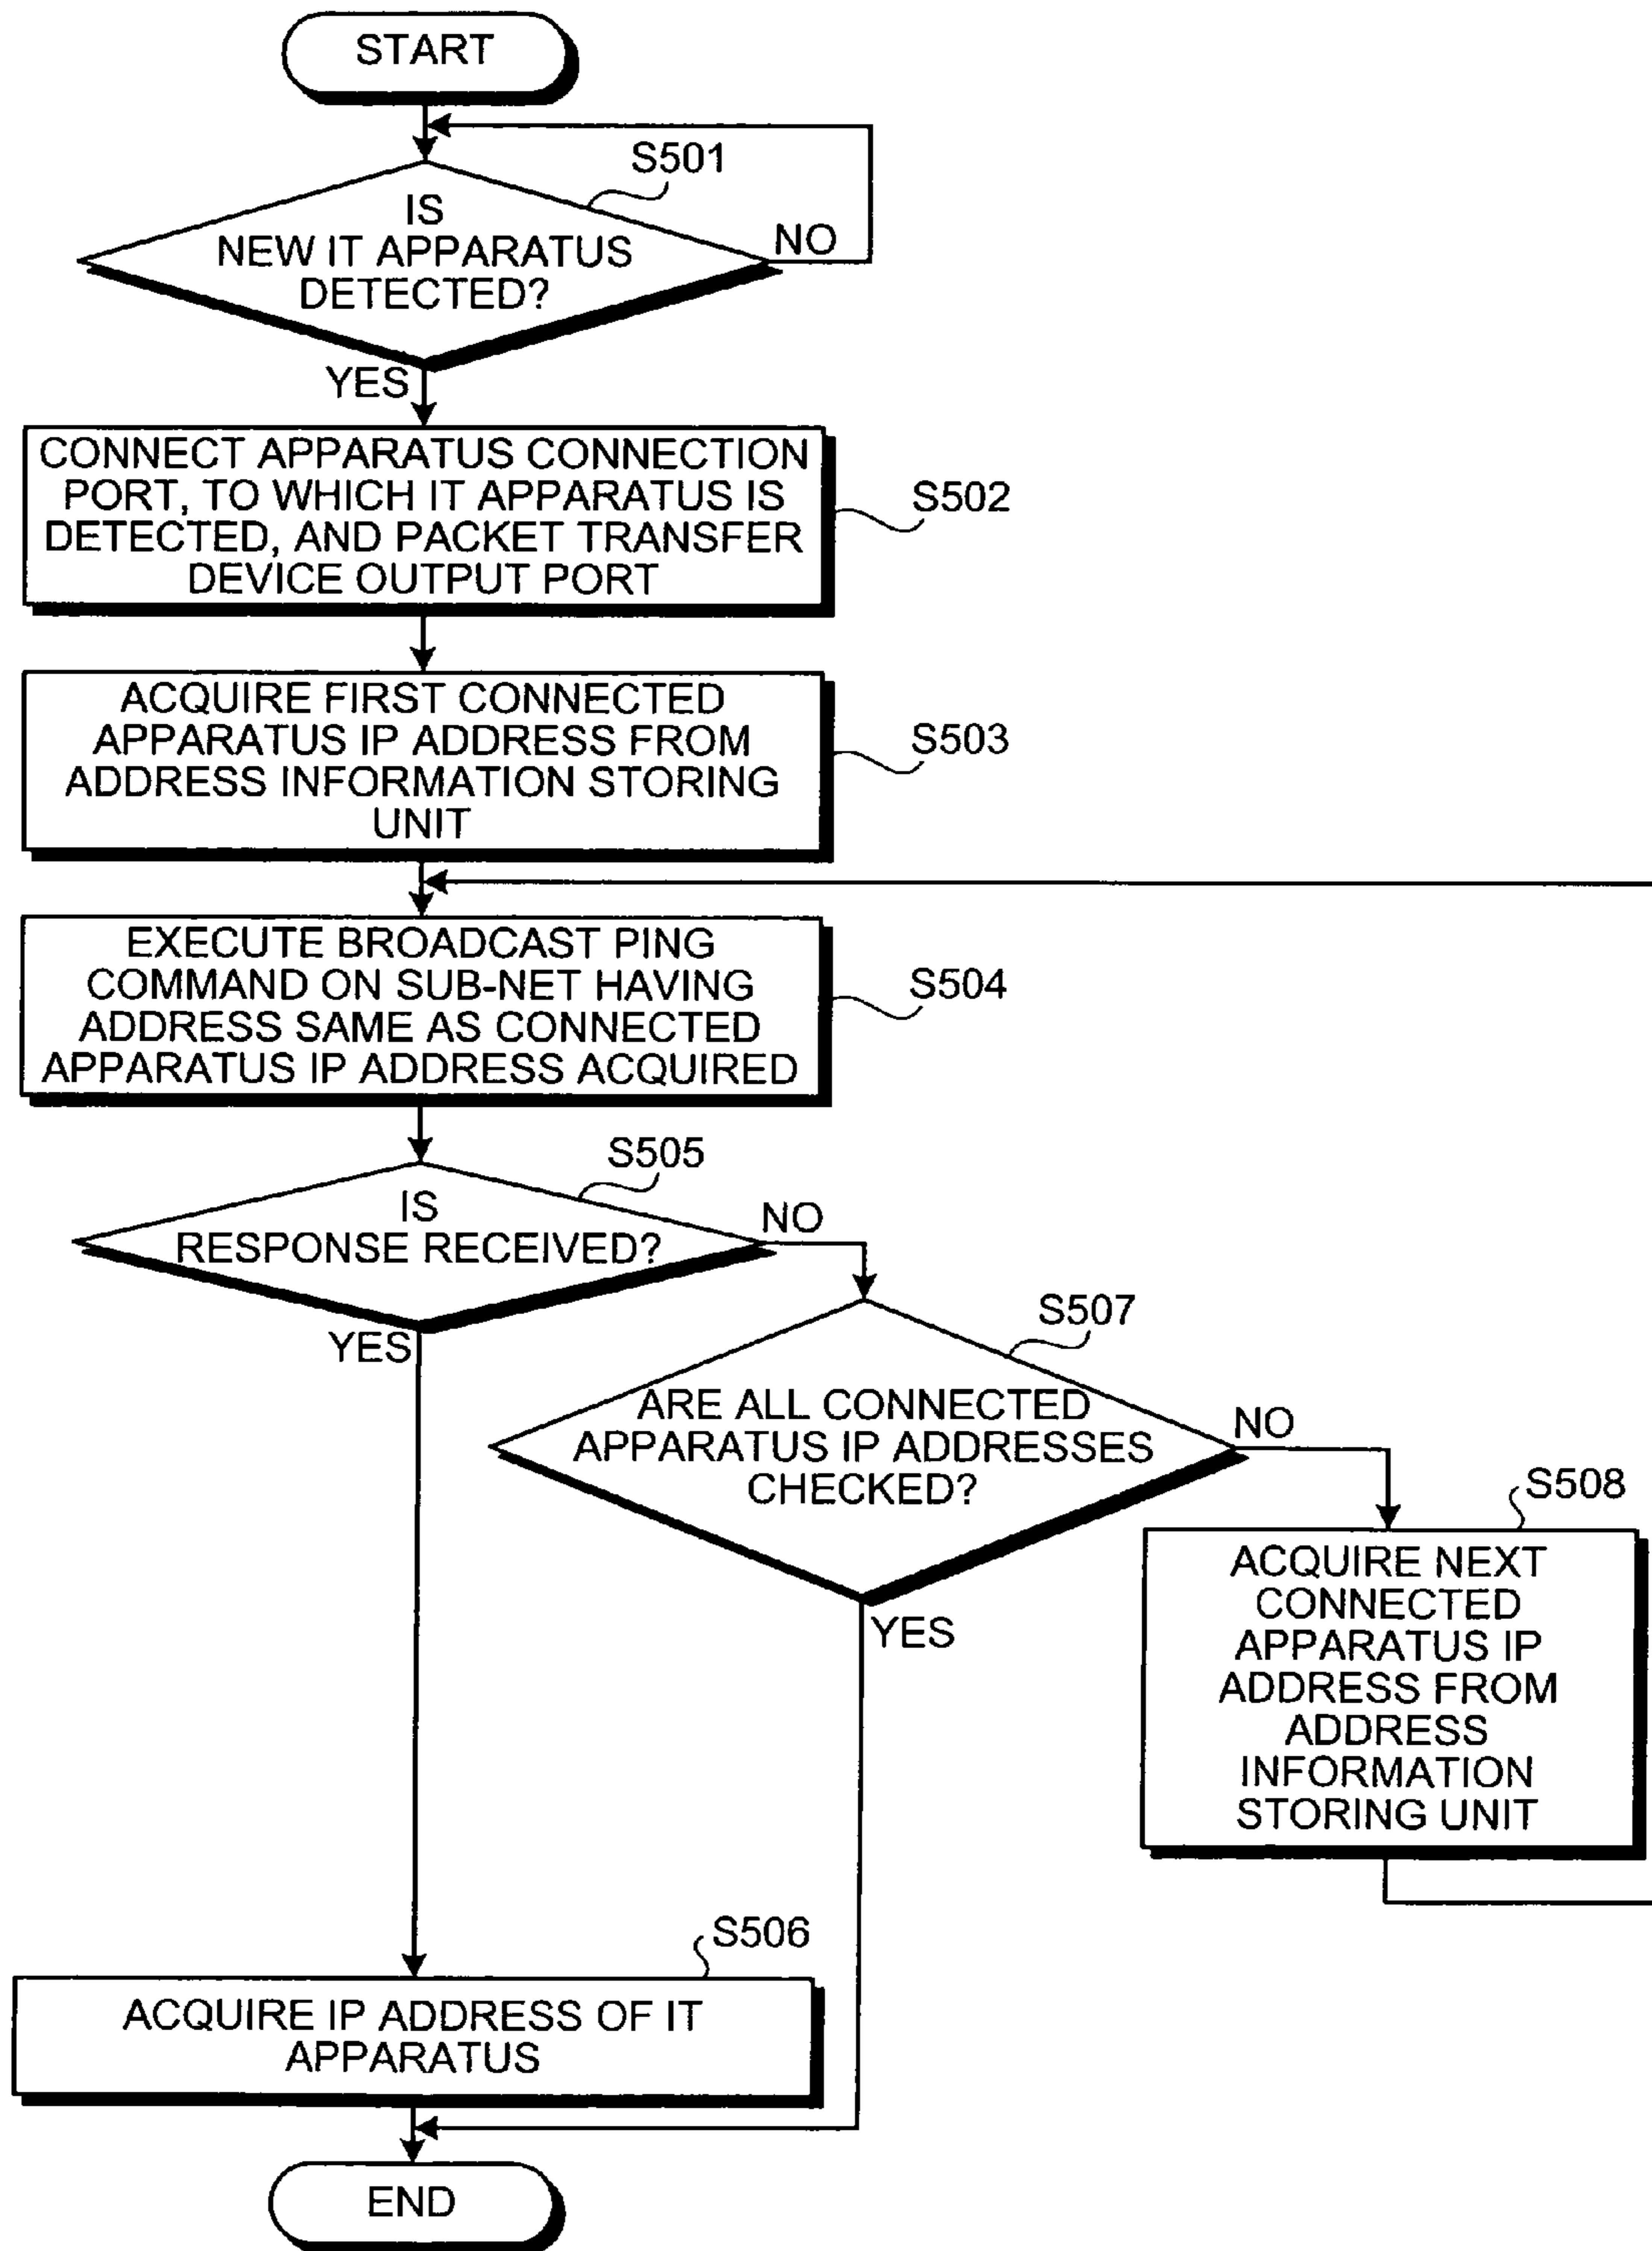 START
S501
IS
NEW IT APPARATUS
DETECTED?
NO
YES
CONNECT APPARATUS CONNECTION
PORT, TO WHICH IT APPARATUS IS
DETECTED, AND PACKET TRANSFER
DEVICE OUTPUT PORT
S502
ACQUIRE FIRST CONNECTED
APPARATUS IP ADDRESS FROM
ADDRESS INFORMATION STORING
UNIT
S503
EXECUTE BROADCAST PING
COMMAND ON SUB-NET HAVING
ADDRESS SAME AS CONNECTED
APPARATUS IP ADDRESS ACQUIRED
S504
S505
IS
RESPONSE RECEIVED?
NO
YES
S507
ARE ALL CONNECTED
APPARATUS IP ADDRESSES
CHECKED?
NO
YES
S508
ACQUIRE NEXT
CONNECTED
APPARATUS IP
ADDRESS FROM
ADDRESS
INFORMATION
STORING UNIT
S506
ACQUIRE IP ADDRESS OF IT
APPARATUS
END